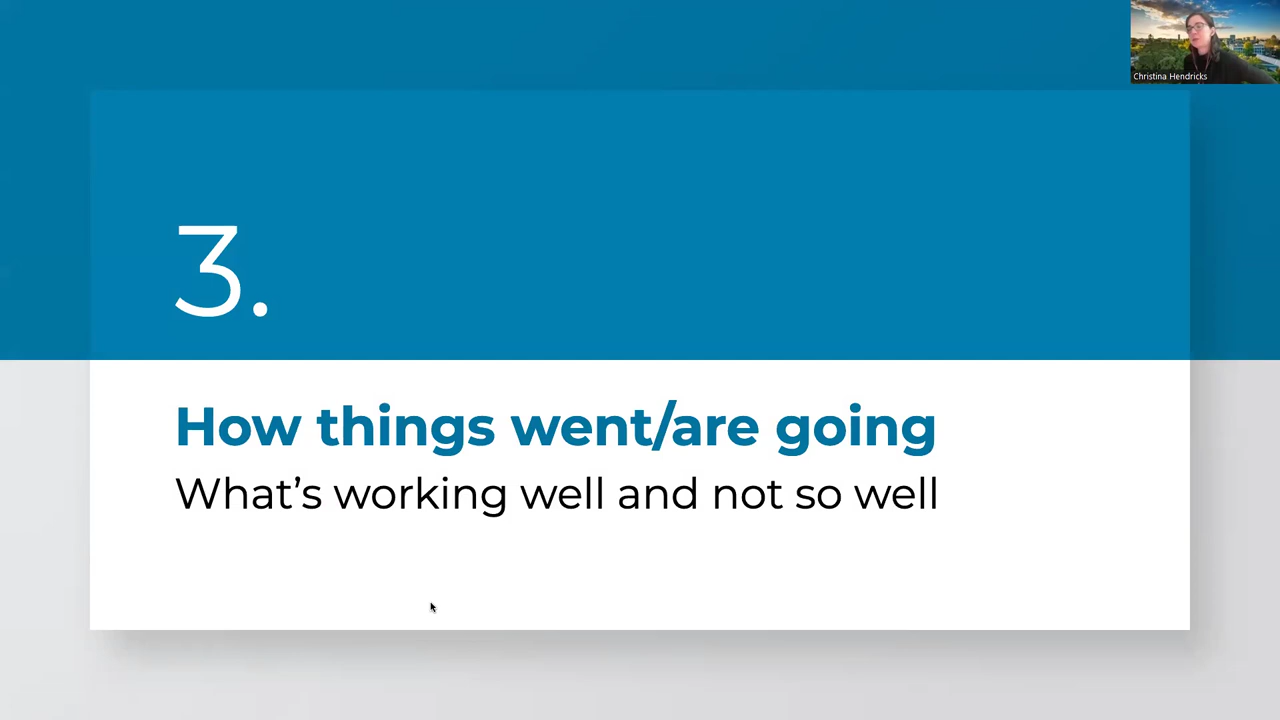 Christina Hendricks
3.
How things went/are going
What’s working well and not so well